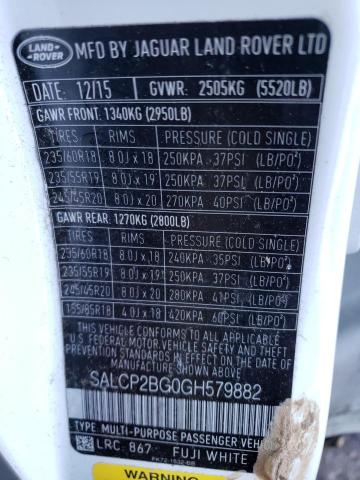 LAND
ROVER
MFD BY JAGUAR LAND ROVER LTD
DATE: 12/15 GVWR: 2505KG (5520LB)
GAWR FRONT: 1340KG (2950LB)
TIRES RIMS PRESSURE (COLD SINGLE)
235/60R18 8.0J x 18 250KPA 37PSI (LB/PO²)
235/55R19 8.0J x 19 250KPA 37PSI (LB/PO²)
245/45R20 8.0J x 20 270KPA 40PSI (LB/PO²)
GAWR REAR: 1270KG (2800LB)
TIRES RIMS PRESSURE (COLD SINGLE)
235/60R18 8.0J x 18 240KPA 35PSI (LB/PO²)
235/55R19 8.0J x 19 250KPA 37PSI (LB/PO²)
245/45R20 8.0J x 20 280KPA 41PSI (LB/PO²)
155/85R18 4.0J x 18 420KPA 60PSI (LB/PO²)
THIS VEHICLE CONFORMS TO ALL APPLICABLE
FEDERAL MOTOR VEHICLE SAFETY
STANDARDS IN EFFECT ON THE DATE OF
MANUFACTURE SHOWN ABOVE
SALCP2BG0GH579882
TYPE: MULTI-PURPOSE PASSENGER VEHICLE
LRC 867 FUJI WHITE
WARNING